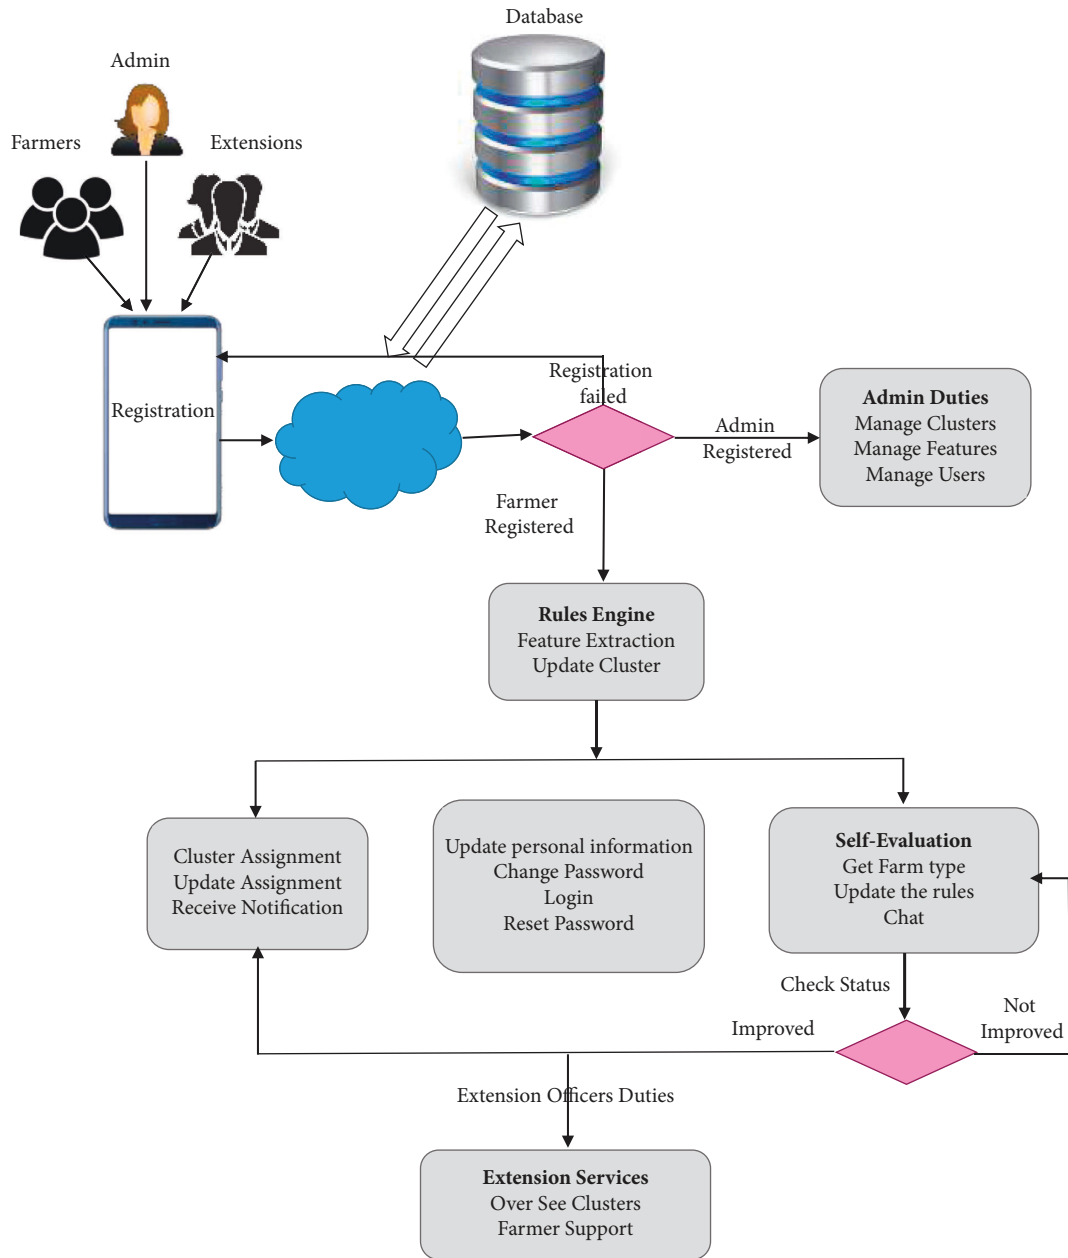 Database
Admin
Farmers
Extensions
Registration
Registration
failed
Admin
Registered
Admin Duties
Manage Clusters
Manage Features
Manage Users
Farmer
Registered
Rules Engine
Feature Extraction
Update Cluster
Cluster Assignment
Update Assignment
Receive Notification
Update personal information
Change Password
Login
Reset Password
Self-Evaluation
Get Farm type
Update the rules
Chat
Check Status
Improved
Not
Improved
Extension Officers Duties
Extension Services
Over See Clusters
Farmer Support